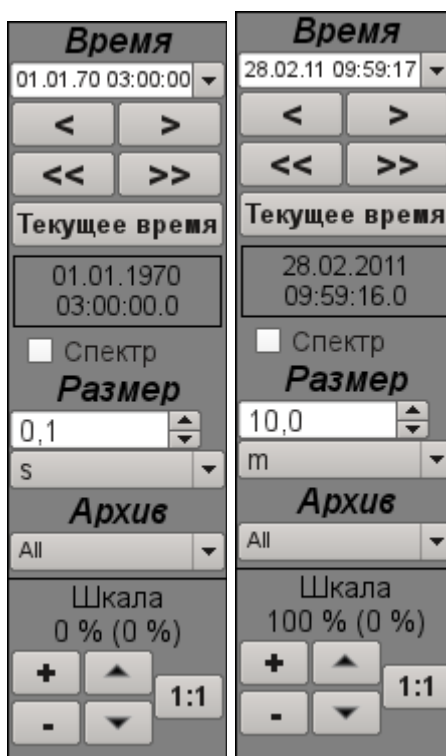 Время
01.01.70 03:00:00
<
>
<<
>>
Текущее время
01.01.1970
03:00:00.0
Спектр
Размер
0,1
s
Архив
All
Шкала
0 % (0 %)
+
1:1
-
Время
28.02.11 09:59:17
<
>
<<
>>
Текущее время
28.02.2011
09:59:16.0
Спектр
Размер
10,0
m
Архив
All
Шкала
100 % (0 %)
+
1:1
-